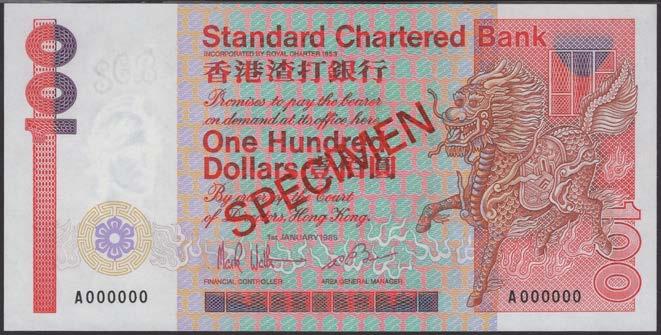 100
Standard Chartered Bank
INCORPORATED BY ROYAL CHARTER 1853
香港渣打銀行
Promises to pay the bearer
on demand at its office here
One Hundred
Dollars 壹佰圓
By order of the Court
of Directors, Hong Kong.
1st JANUARY 1985
SPECIMEN
FINANCIAL CONTROLLER
AREA GENERAL MANAGER
100
A000000
A000000